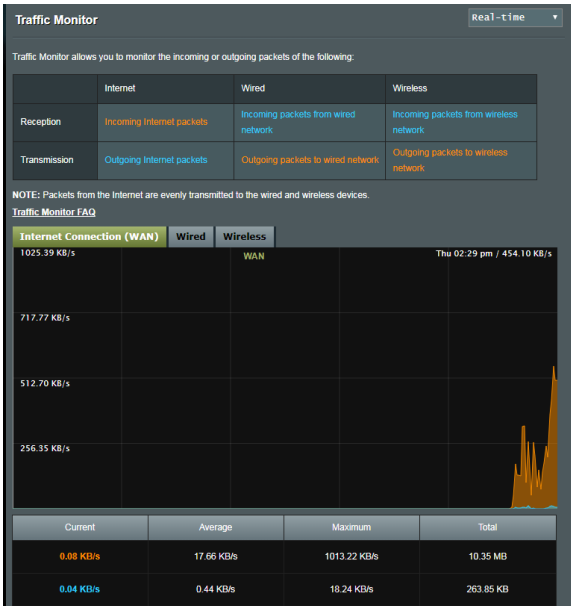 Traffic Monitor
Real-time
Traffic Monitor allows you to monitor the incoming or outgoing packets of the following:
Internet Wired Wireless
Reception Incoming Internet packets Incoming packets from wired network Incoming packets from wireless network
Transmission Outgoing Internet packets Outgoing packets to wired network Outgoing packets to wireless network
NOTE: Packets from the Internet are evenly transmitted to the wired and wireless devices.
Traffic Monitor FAQ
Internet Connection (WAN) Wired Wireless
1025.39 KB/s WAN Thu 02:29 pm / 454.10 KB/s
717.77 KB/s
512.70 KB/s
256.35 KB/s
Current Average Maximum Total
0.08 KB/s 17.66 KB/s 1013.22 KB/s 10.35 MB
0.04 KB/s 0.44 KB/s 18.24 KB/s 263.85 KB